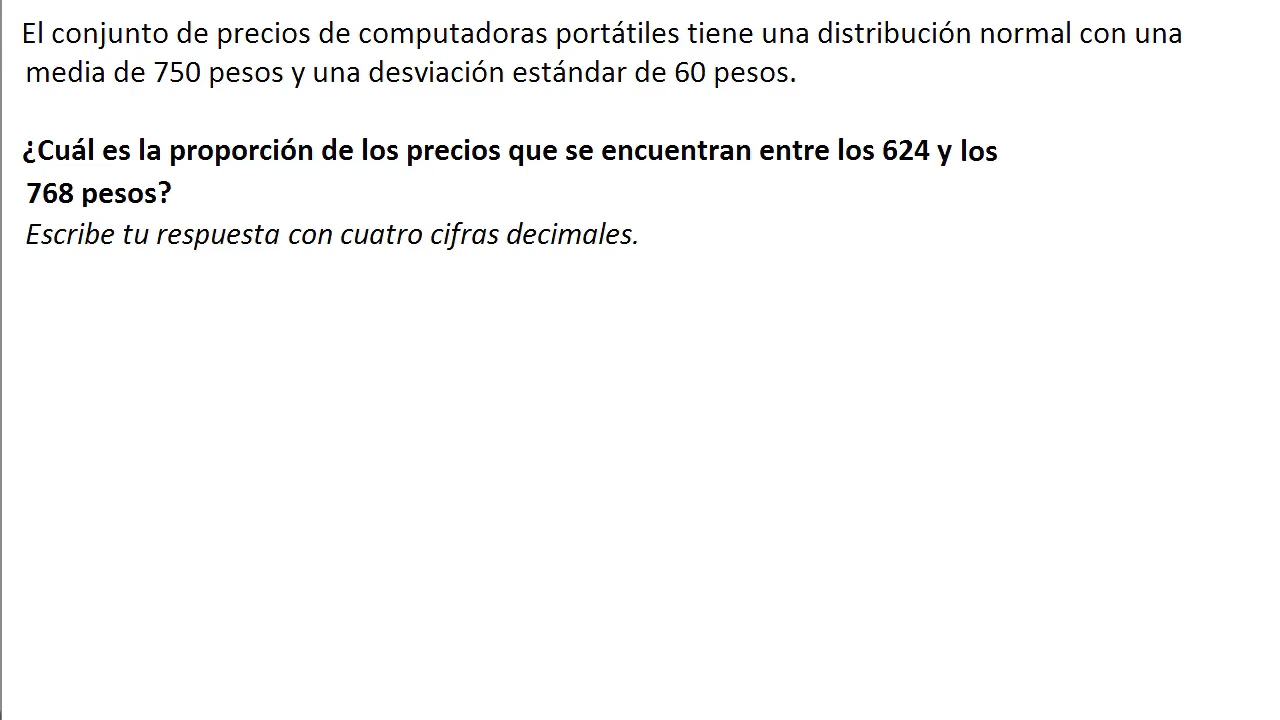 El conjunto de precios de computadoras portátiles tiene una distribución normal con una
media de 750 pesos y una desviación estándar de 60 pesos.
¿Cuál es la proporción de los precios que se encuentran entre los 624 y los
768 pesos?
Escribe tu respuesta con cuatro cifras decimales.